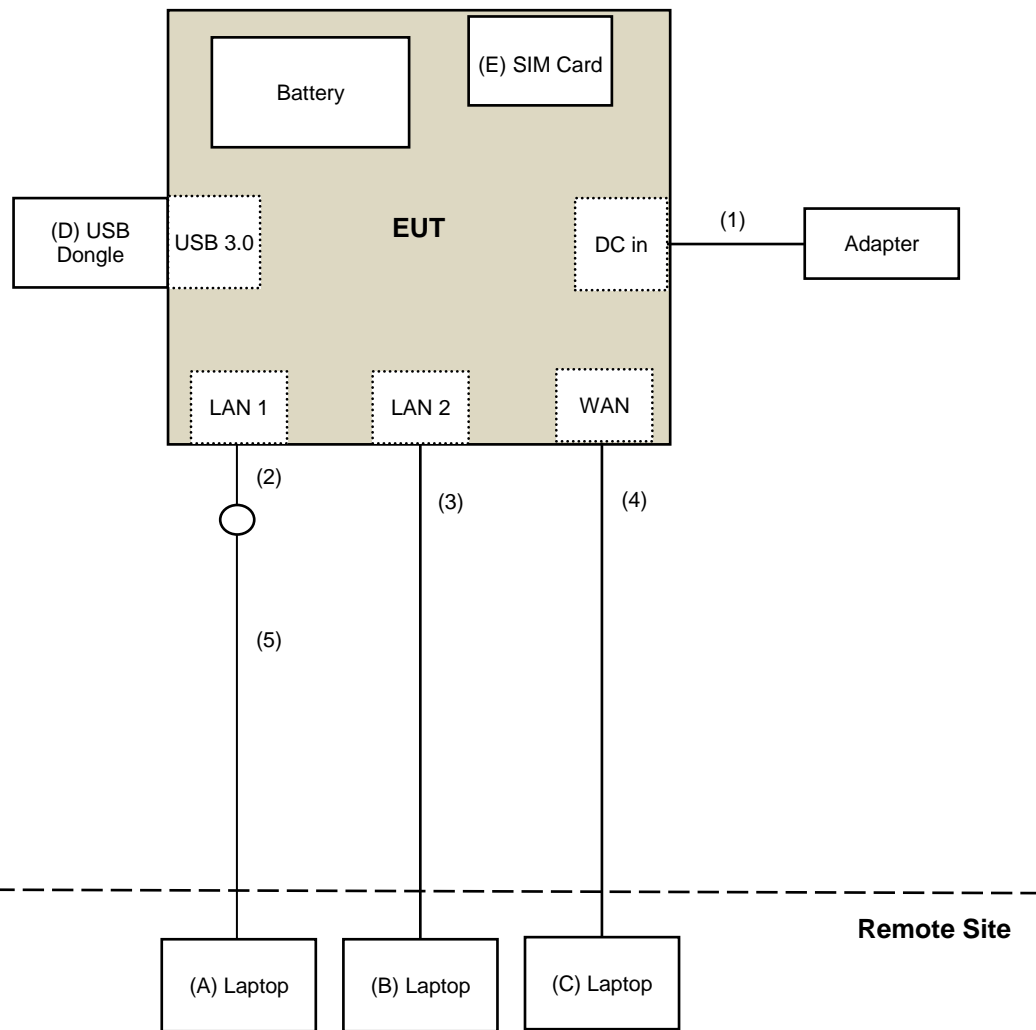 (E) SIM Card
Battery
(D) USB
Dongle
USB 3.0
EUT
DC in
(1)
Adapter
LAN 1
LAN 2
WAN
(2)
(3)
(4)
(5)
Remote Site
(A) Laptop
(B) Laptop
(C) Laptop